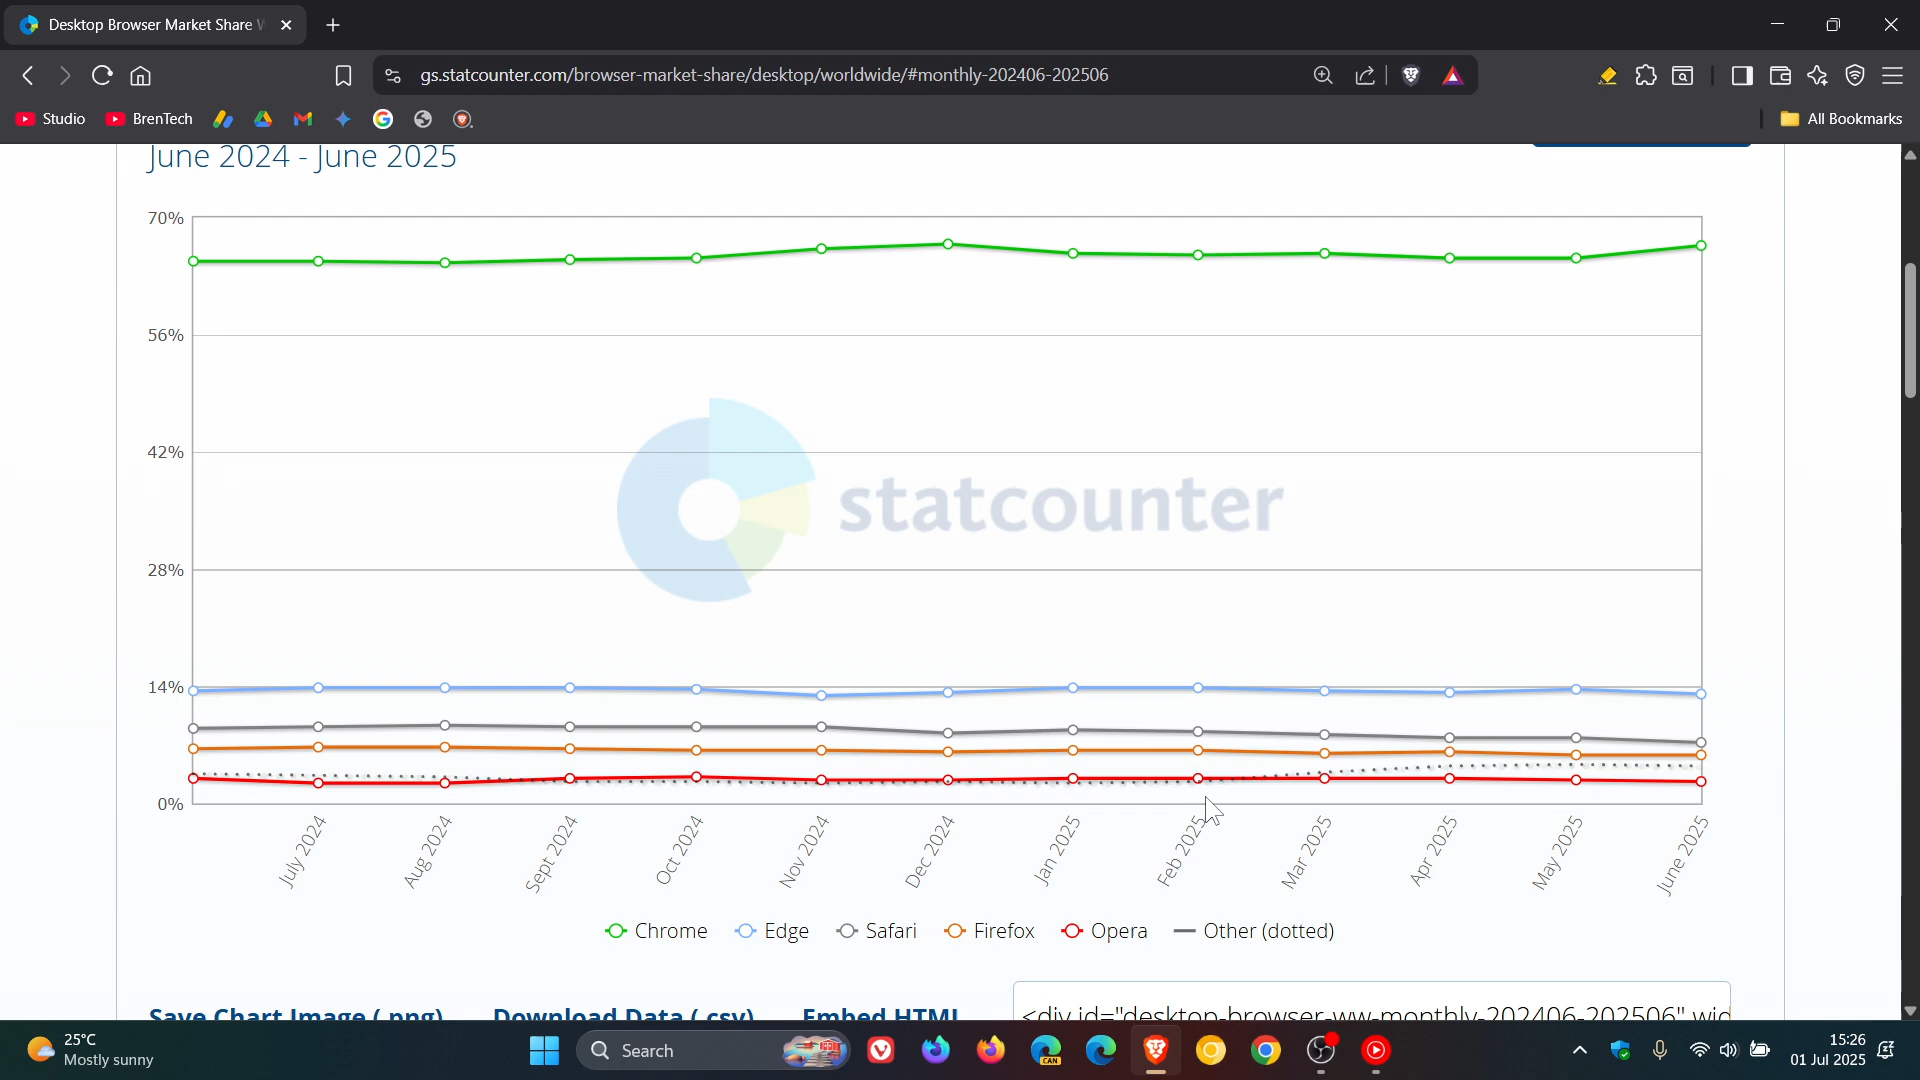 Desktop Browser Market Share W
gs.statcounter.com/browser-market-share/desktop/worldwide/#monthly-202406-202506
Studio
BrenTech
All Bookmarks
June 2024 - June 2025
70%
56%
42%
28%
14%
0%
statcounter
July 2024
Aug 2024
Sept 2024
Oct 2024
Nov 2024
Dec 2024
Jan 2025
Feb 2025
Mar 2025
Apr 2025
May 2025
June 2025
Chrome Edge Safari Firefox Opera Other (dotted)
Save Chart Image (.png) Download Data (.csv) Embed HTML
<div id="desktop-browser-ww-monthly-202406-202506" wid
25°C
Mostly sunny
Search
CAN
15:26
01 Jul 2025